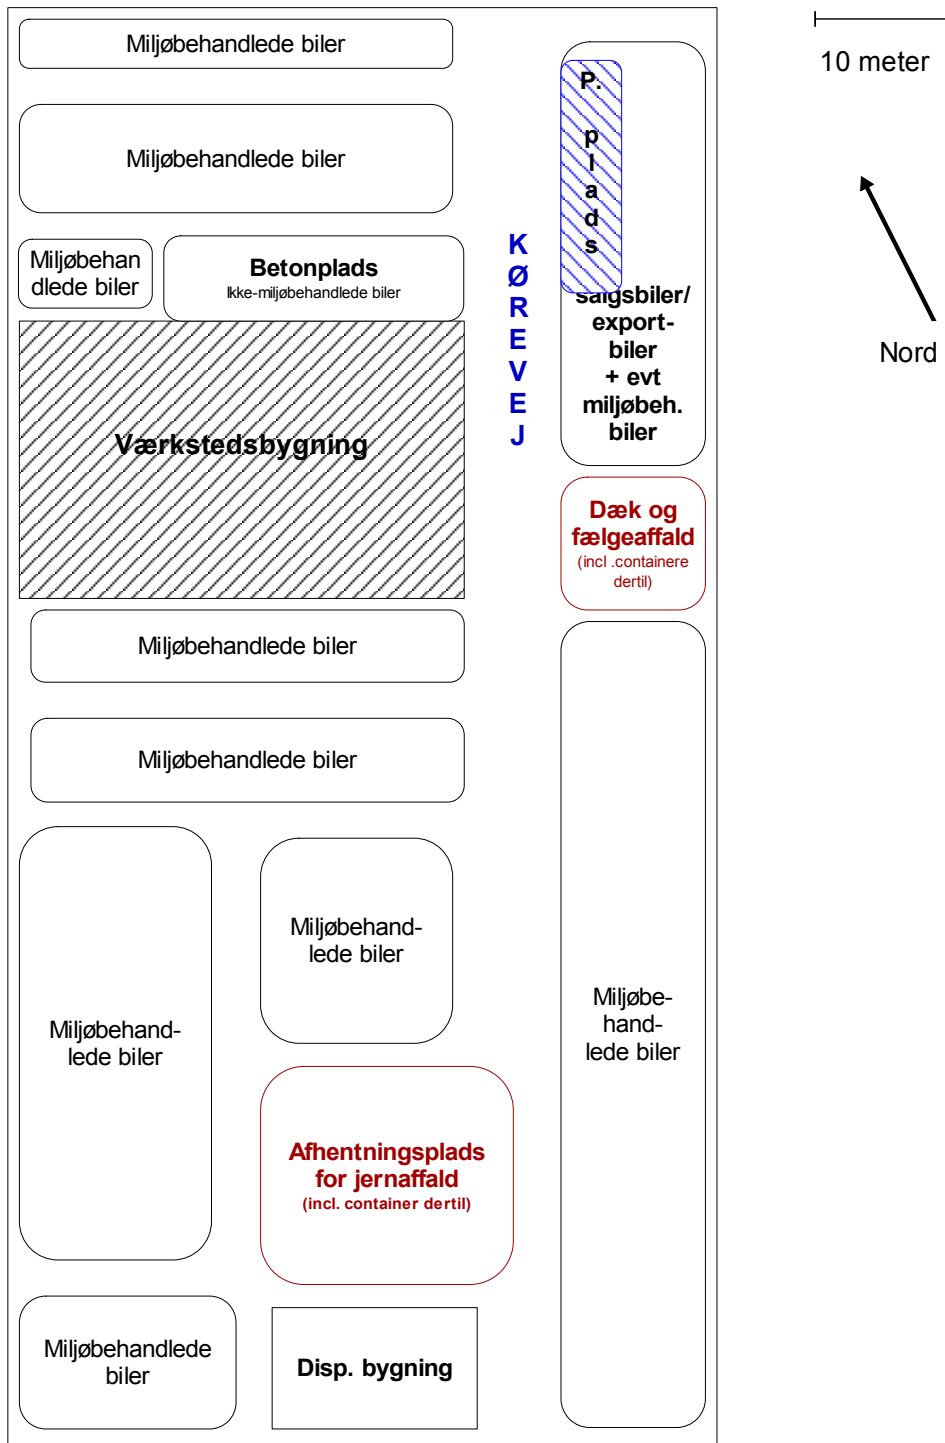 Miljøbehandlede biler
10 meter
P.
p
l
a
d
s
Miljøbehandlede biler
Nord
Miljøbehan
dlede biler
Betonplads
Ikke-miljøbehandlede biler
K
Ø
R
E
V
E
J
salgsbiler/
export-
biler
+ evt
miljøbeh.
biler
Værkstedsbygning
Dæk og
fælgeaffald
(incl .containere
dertil)
Miljøbehandlede biler
Miljøbehandlede biler
Miljøbehand-
lede biler
Miljøbehand-
lede biler
Miljøbe-
hand-
lede biler
Afhentningsplads
for jernaffald
(incl. container dertil)
Miljøbehandlede
biler
Disp. bygning